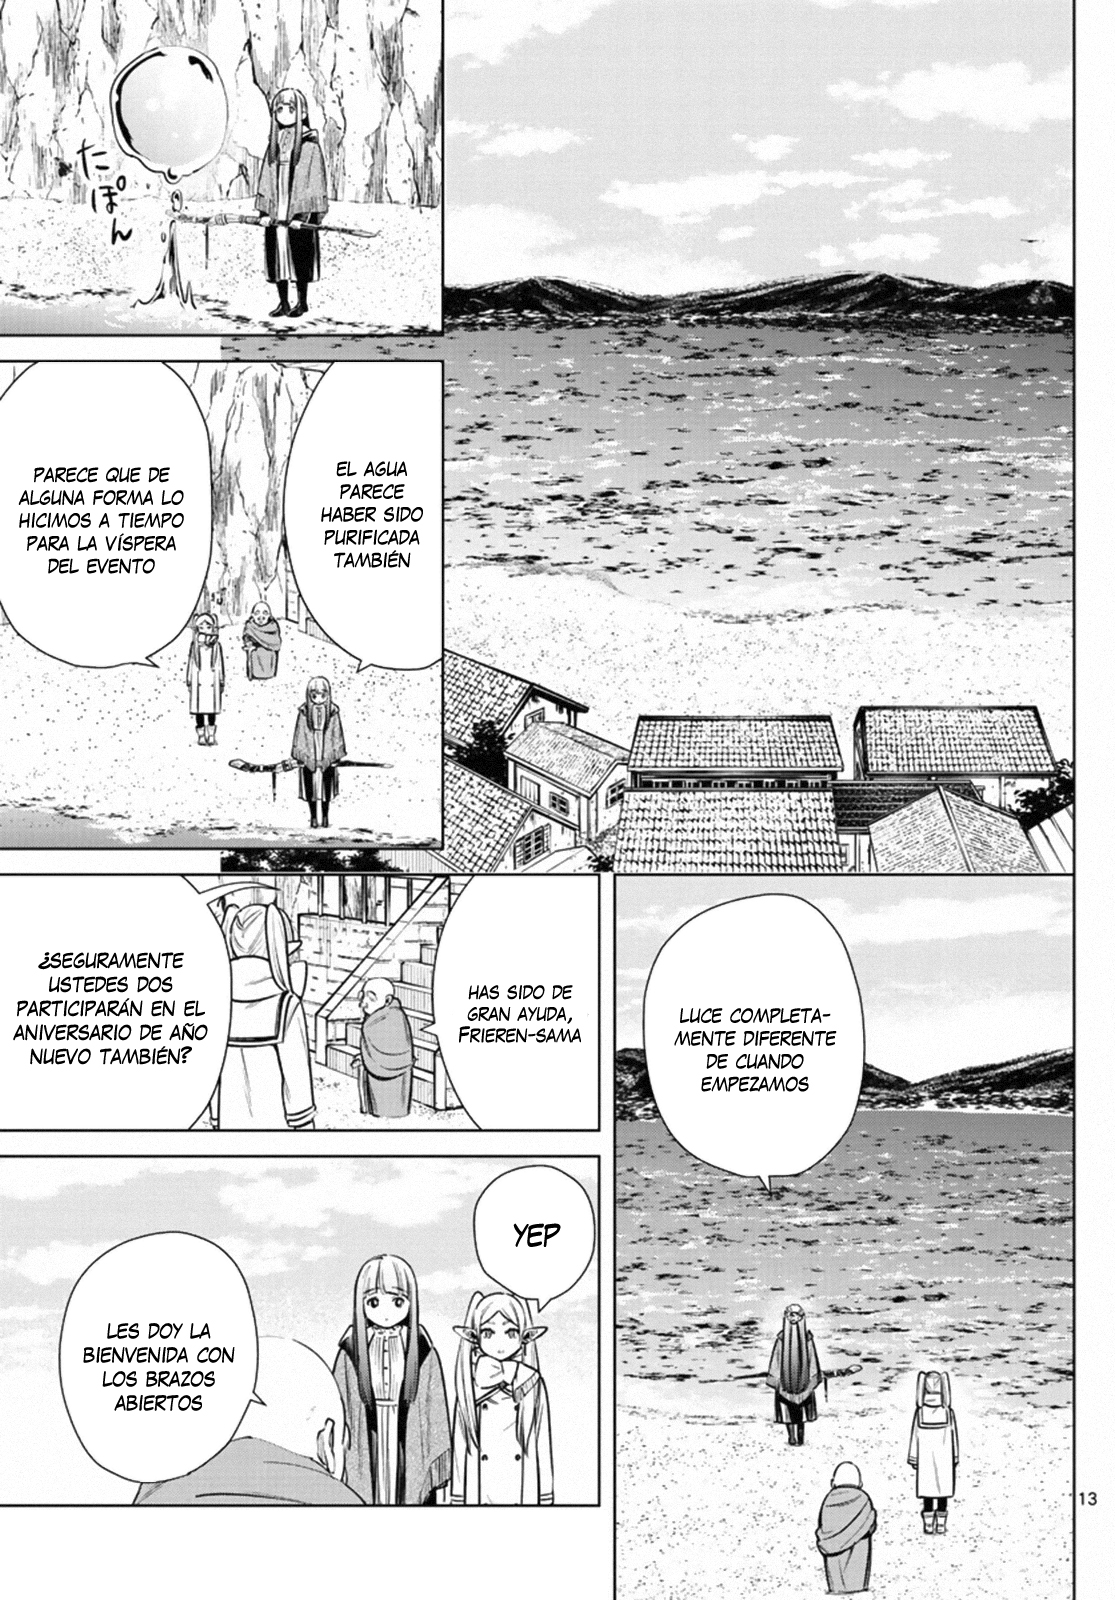 たぽん
EL AGUA
PARECE
HABER SIDO
PURIFICADA
TAMBIÉN
PARECE QUE DE
ALGUNA FORMA LO
HICIMOS A TIEMPO
PARA LA VÍSPERA
DEL EVENTO
LUCE COMPLETA-
MENTE DIFERENTE
DE CUANDO
EMPEZAMOS
HAS SIDO DE
GRAN AYUDA,
FRIEREN-SAMA
¿SEGURAMENTE
USTEDES DOS
PARTICIPARÁN EN EL
ANIVERSARIO DE AÑO
NUEVO TAMBIÉN?
YEP
LES DOY LA
BIENVENIDA CON
LOS BRAZOS
ABIERTOS
13